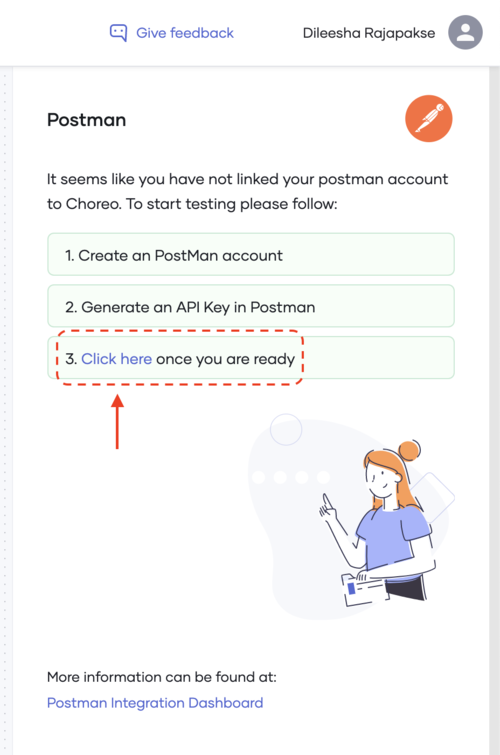 Give feedback
Dileesha Rajapakse
Postman
It seems like you have not linked your postman account
to Choreo. To start testing please follow:
1. Create an PostMan account
2. Generate an API Key in Postman
3. Click here once you are ready
More information can be found at:
Postman Integration Dashboard